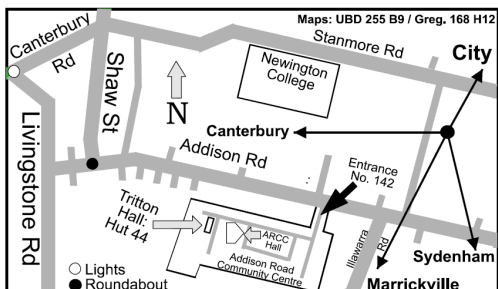 Maps: UBD 255 B9 / Greg. 168 H12
Canterbury
Rd
Stanmore Rd
City
Shaw St
Newington
College
N
Canterbury
Livingstone Rd
Addison Rd
Entrance
No. 142
Tritton
Hall:
Hut 44
ARCC
Hall
Illawarra
Rd
Addison Road
Community Centre
Sydenham
Lights
Roundabout
Marrickville